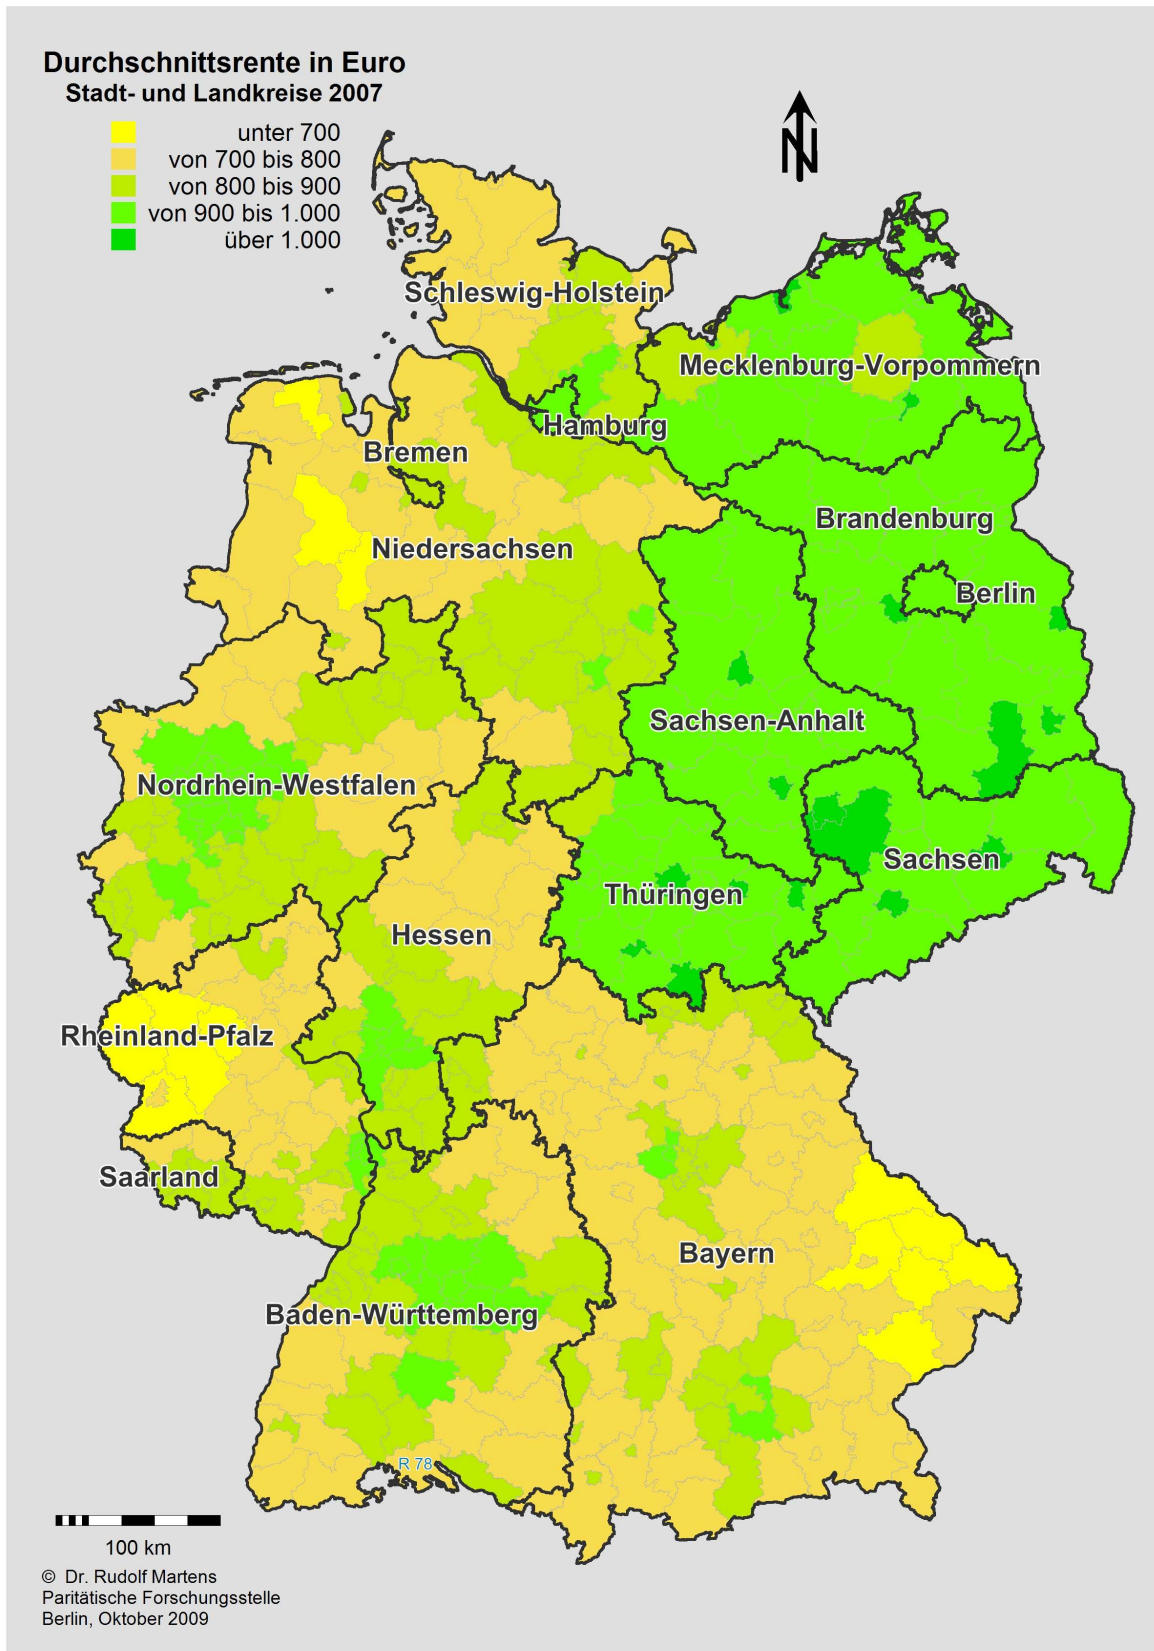 Durchschnittsrente in Euro
Stadt- und Landkreise 2007
unter 700
von 700 bis 800
von 800 bis 900
von 900 bis 1.000
über 1.000
N
Schleswig-Holstein
Mecklenburg-Vorpommern
Hamburg
Bremen
Brandenburg
Niedersachsen
Berlin
Sachsen-Anhalt
Nordrhein-Westfalen
Sachsen
Thüringen
Hessen
Rheinland-Pfalz
Saarland
Bayern
Baden-Württemberg
R 78
100 km
© Dr. Rudolf Martens
Paritätische Forschungsstelle
Berlin, Oktober 2009